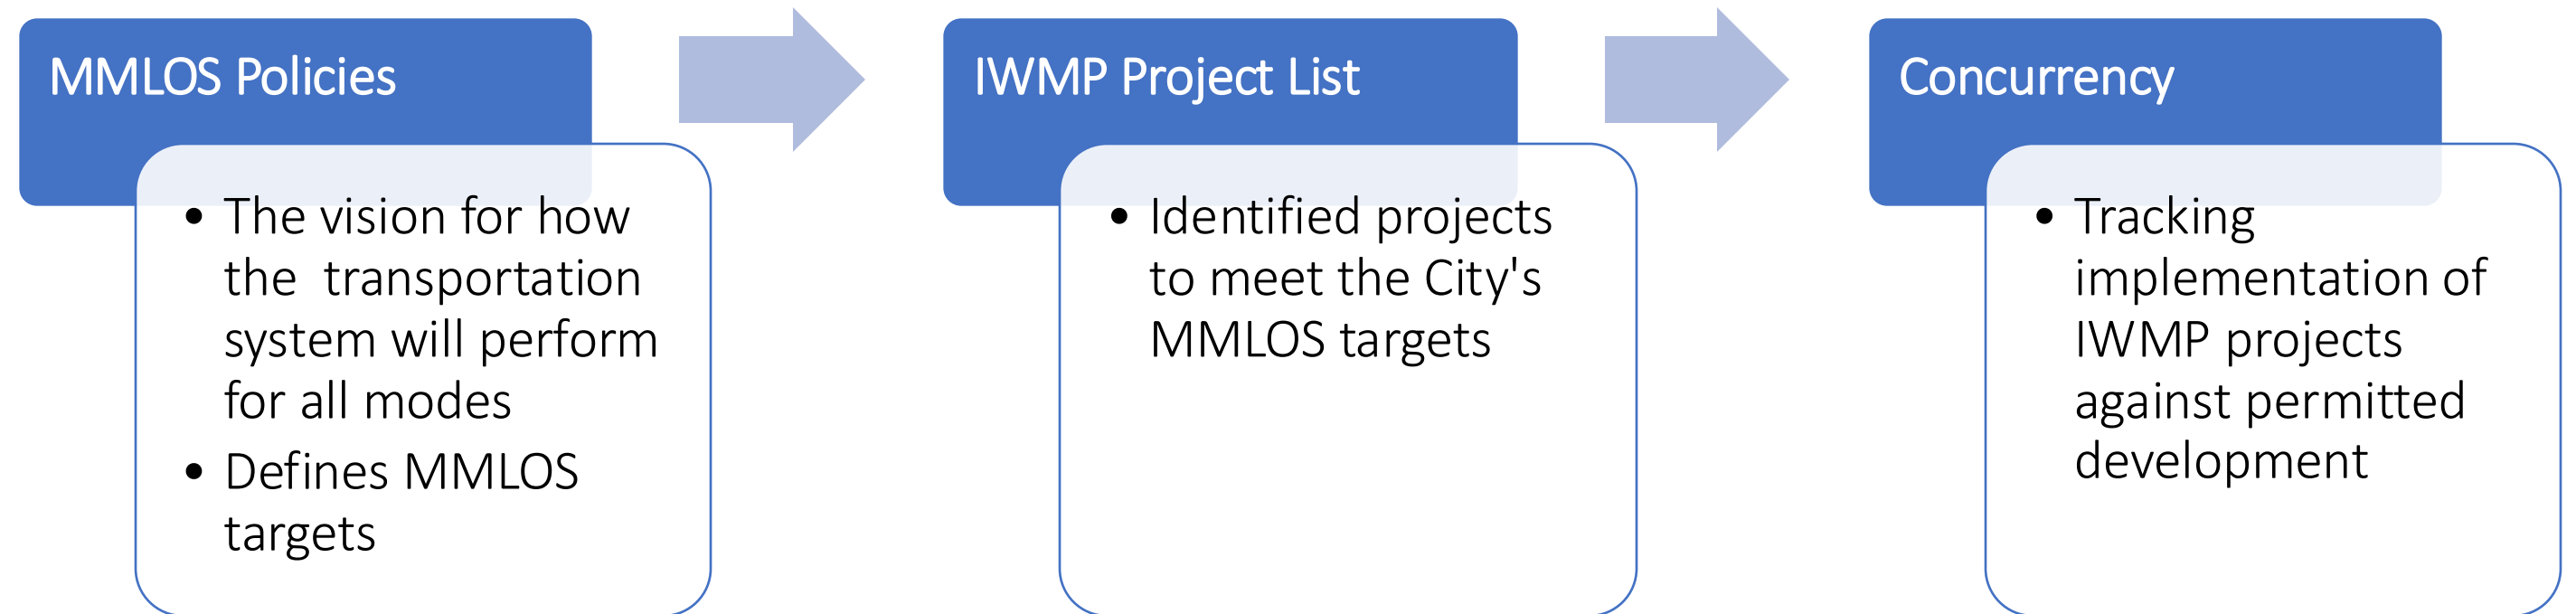 MMLOS Policies
• The vision for how
the  transportation
system will perform
for all modes
• Defines MMLOS
targets
IWMP Project List
• Identified projects
to meet the City's
MMLOS targets
Concurrency
• Tracking
implementation of
IWMP projects
against permitted
development